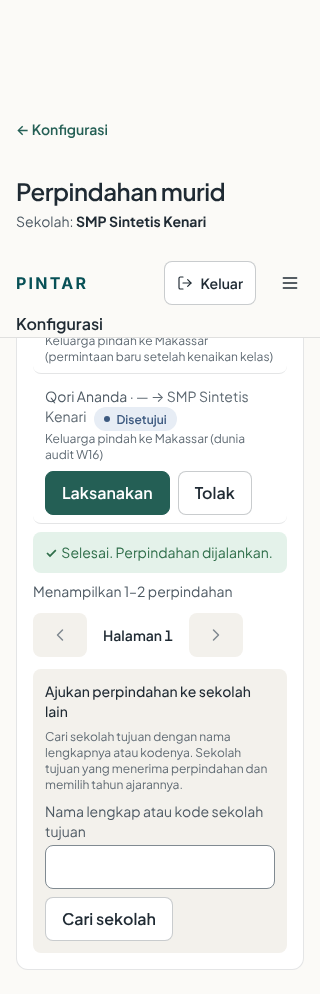 ← Konfigurasi
Perpindahan murid
Sekolah: SMP Sintetis Kenari
PINTAR
Keluar
Konfigurasi
Keluarga pindah ke Makassar
(permintaan baru setelah kenaikan kelas)
Qori Ananda · — → SMP Sintetis
Kenari • Disetujui
Keluarga pindah ke Makassar (dunia
audit W16)
Laksanakan
Tolak
✓ Selesai. Perpindahan dijalankan.
Menampilkan 1–2 perpindahan
Halaman 1
Ajukan perpindahan ke sekolah
lain
Cari sekolah tujuan dengan nama
lengkapnya atau kodenya. Sekolah
tujuan yang menerima perpindahan dan
memilih tahun ajarannya.
Nama lengkap atau kode sekolah
tujuan
Cari sekolah